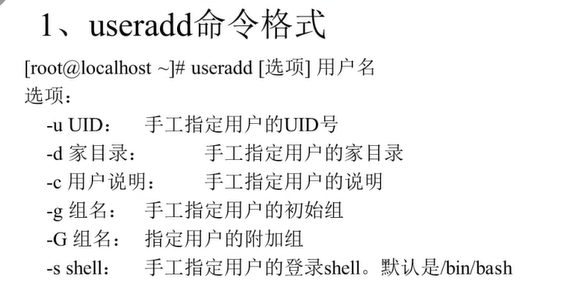 1、useradd命令格式
[root@localhost ~]# useradd [选项] 用户名
选项：
-u UID： 手工指定用户的UID号
-d 家目录： 手工指定用户的家目录
-c 用户说明： 手工指定用户的说明
-g 组名： 手工指定用户的初始组
-G 组名： 指定用户的附加组
-s shell： 手工指定用户的登录shell。默认是/bin/bash